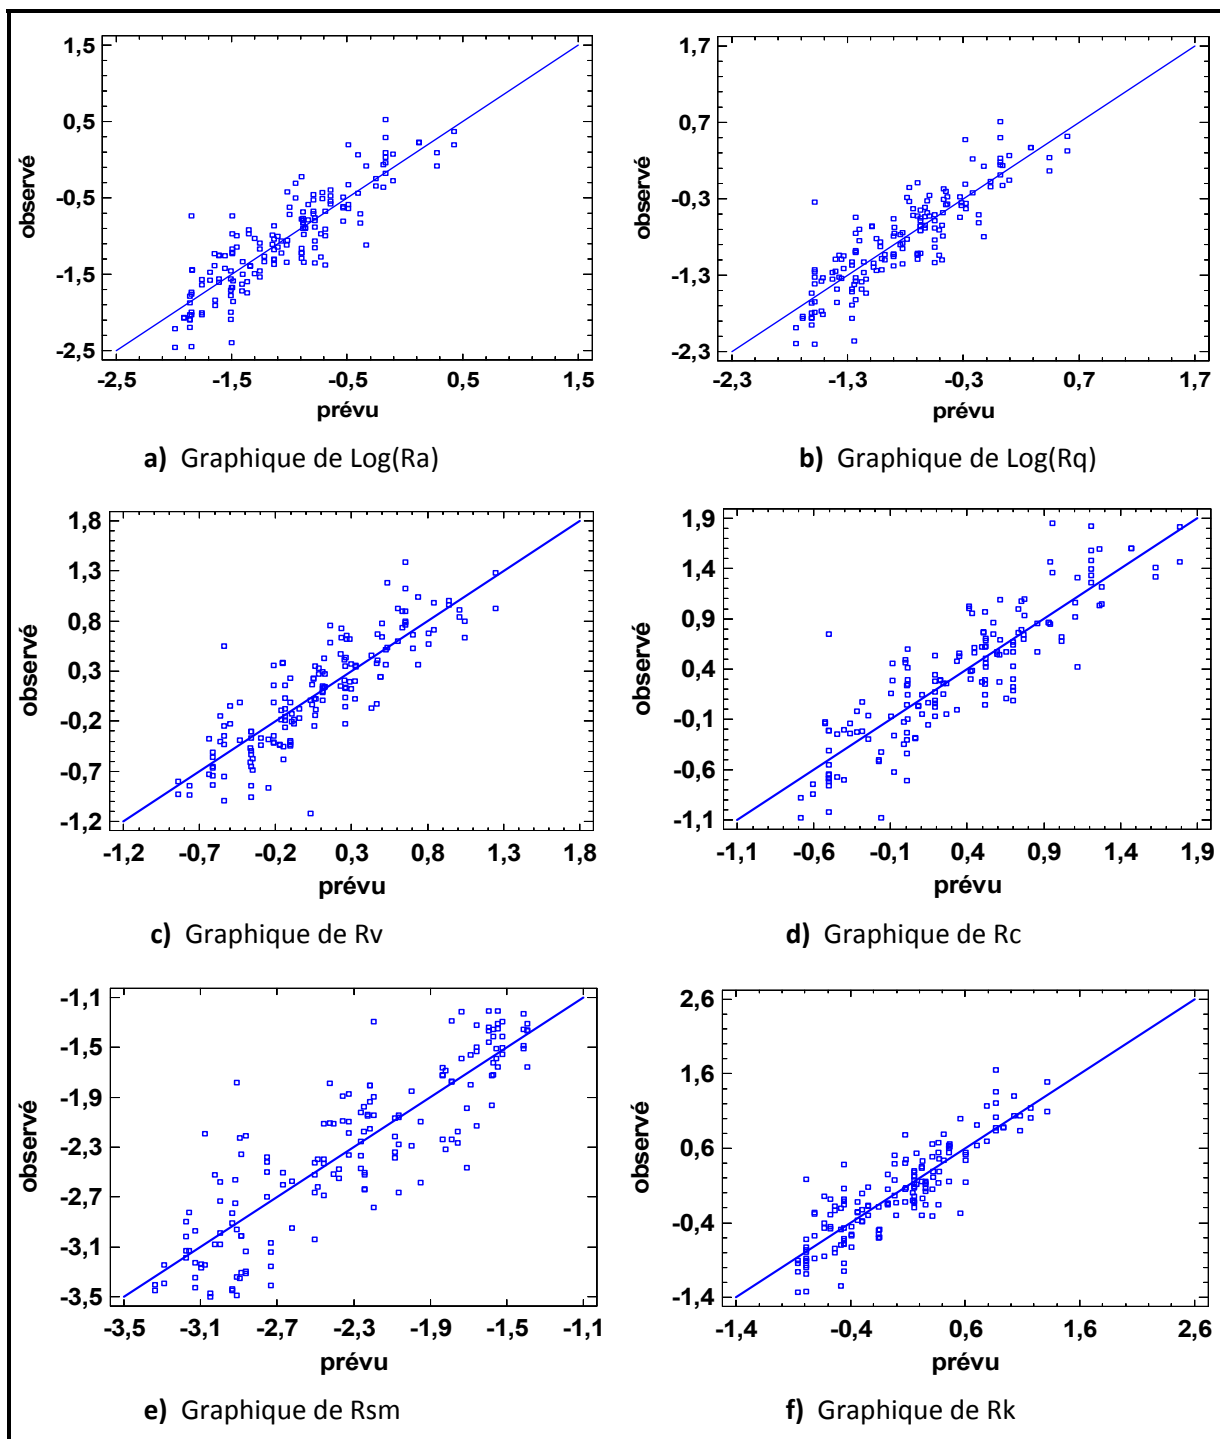 1,5
0,5
-0,5
-1,5
-2,5
observé
-2,5 -1,5 -0,5 0,5 1,5
prévu
a) Graphique de Log(Ra)
1,7
0,7
-0,3
-1,3
-2,3
observé
-2,3 -1,3 -0,3 0,7 1,7
prévu
b) Graphique de Log(Rq)
1,8
1,3
0,8
0,3
-0,2
-0,7
-1,2
observé
-1,2 -0,7 -0,2 0,3 0,8 1,3 1,8
prévu
c) Graphique de Rv
1,9
1,4
0,9
0,4
-0,1
-0,6
-1,1
observé
-1,1 -0,6 -0,1 0,4 0,9 1,4 1,9
prévu
d) Graphique de Rc
-1,1
-1,5
-1,9
-2,3
-2,7
-3,1
-3,5
observé
-3,5 -3,1 -2,7 -2,3 -1,9 -1,5 -1,1
prévu
e) Graphique de Rsm
2,6
1,6
0,6
-0,4
-1,4
observé
-1,4 -0,4 0,6 1,6 2,6
prévu
f) Graphique de Rk